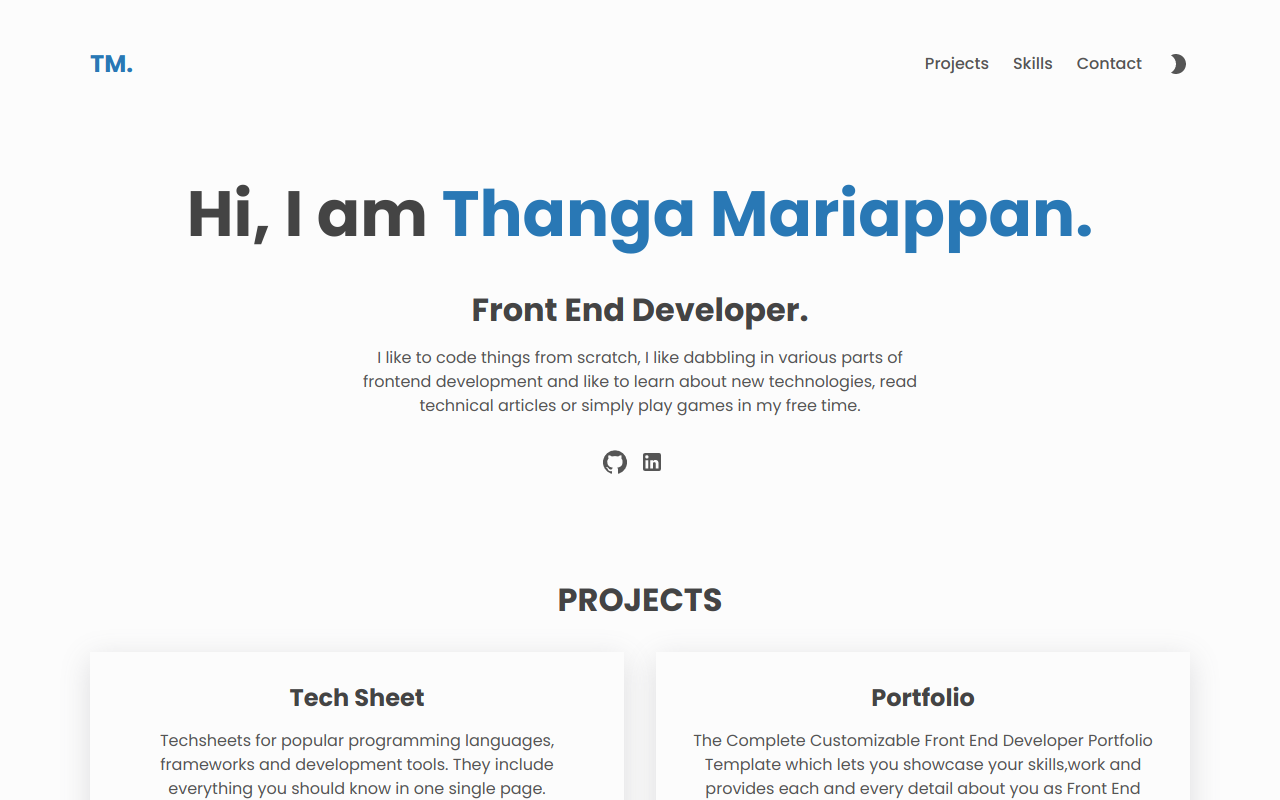 TM.
Projects Skills Contact
Hi, I am Thanga Mariappan.
Front End Developer.
I like to code things from scratch, I like dabbling in various parts of
frontend development and like to learn about new technologies, read
technical articles or simply play games in my free time.
PROJECTS
Tech Sheet
Techsheets for popular programming languages,
frameworks and development tools. They include
everything you should know in one single page.
Portfolio
The Complete Customizable Front End Developer Portfolio
Template which lets you showcase your skills,work and
provides each and every detail about you as Front End